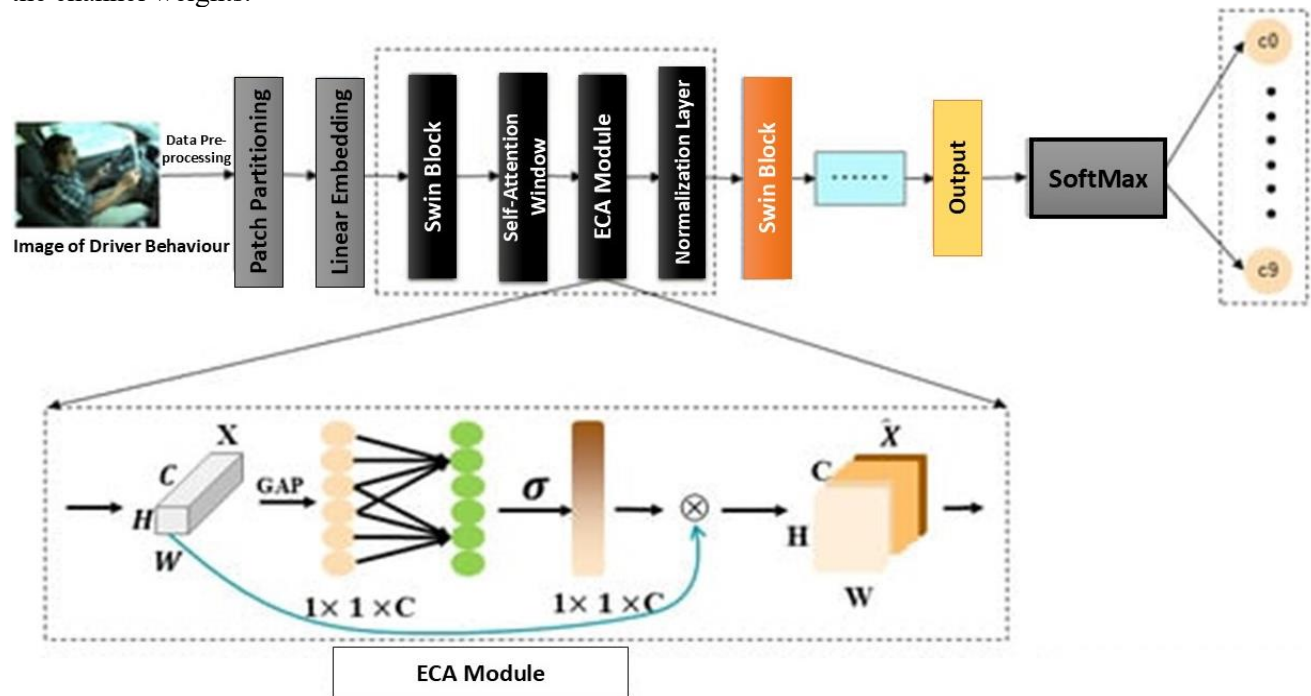 the channel weights.
Data Pre-
processing
Image of Driver Behaviour
Patch Partitioning
Linear Embedding
Swin Block
Self-Attention
Window
ECA Module
Normalization Layer
Swin Block
......
Output
SoftMax
c0
c9
X
C
H
W
GAP
1× 1 ×C
σ
1× 1 ×C
⊗
X̂
C
H
W
ECA Module